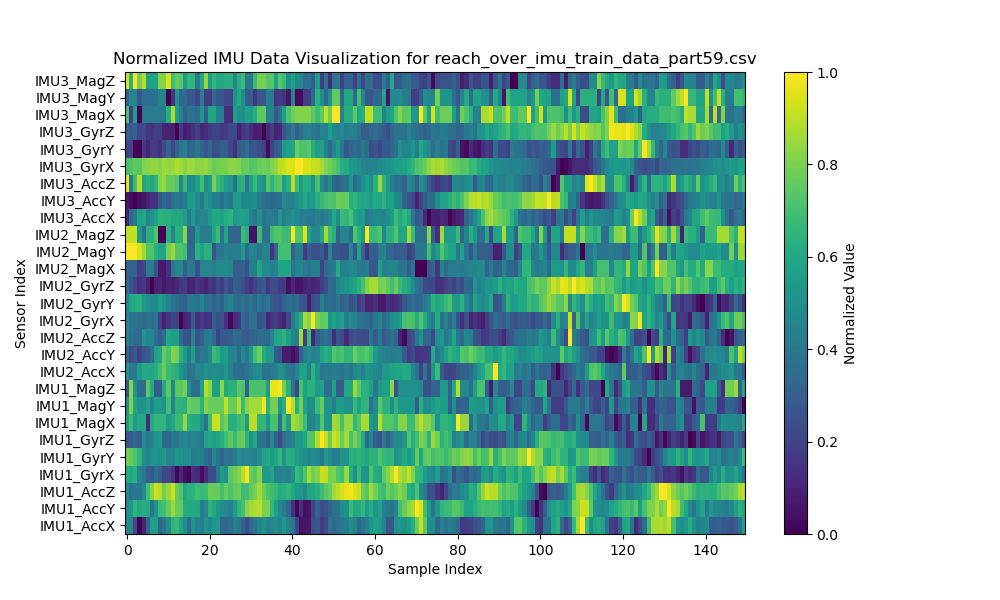 Normalized IMU Data Visualization for reach_over_imu_train_data_part59.csv
IMU3_MagZ
IMU3_MagY
IMU3_MagX
IMU3_GyrZ
IMU3_GyrY
IMU3_GyrX
IMU3_AccZ
IMU3_AccY
IMU3_AccX
IMU2_MagZ
IMU2_MagY
IMU2_MagX
IMU2_GyrZ
IMU2_GyrY
IMU2_GyrX
IMU2_AccZ
IMU2_AccY
IMU2_AccX
IMU1_MagZ
IMU1_MagY
IMU1_MagX
IMU1_GyrZ
IMU1_GyrY
IMU1_GyrX
IMU1_AccZ
IMU1_AccY
IMU1_AccX
Sensor Index
0 20 40 60 80 100 120 140
Sample Index
1.0
0.8
0.6
0.4
0.2
0.0
Normalized Value